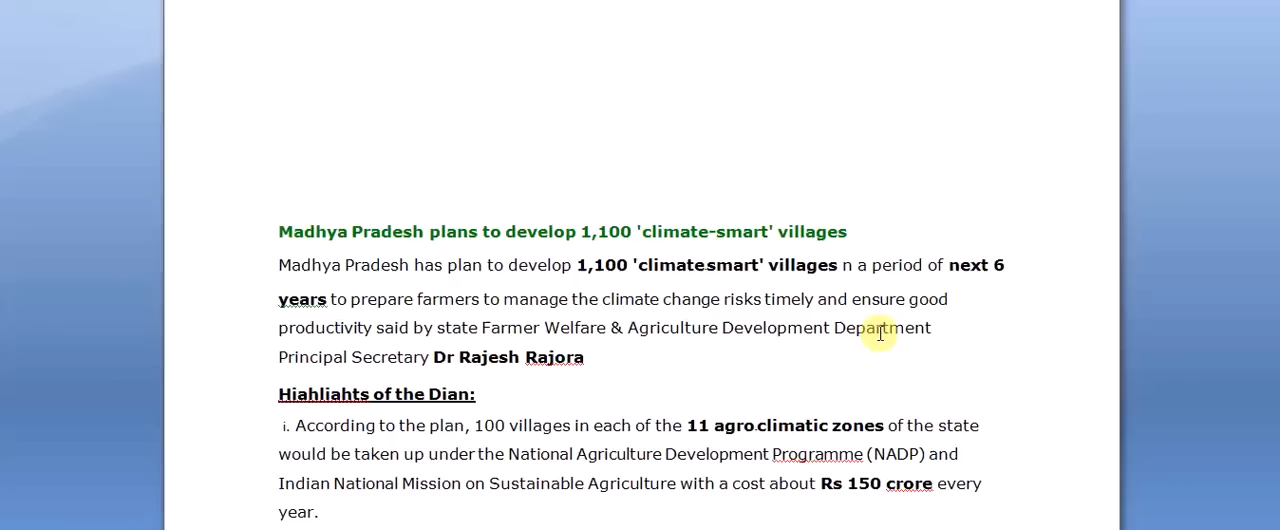 Madhya Pradesh plans to develop 1,100 'climate-smart' villages
Madhya Pradesh has plan to develop 1,100 'climate.smart' villages n a period of next 6
years to prepare farmers to manage the climate change risks timely and ensure good
productivity said by state Farmer Welfare & Agriculture Development Department
Principal Secretary Dr Rajesh Rajora
Hiahliahts of the Dian:
i. According to the plan, 100 villages in each of the 11 agro.climatic zones of the state
would be taken up under the National Agriculture Development Programme (NADP) and
Indian National Mission on Sustainable Agriculture with a cost about Rs 150 crore every
year.